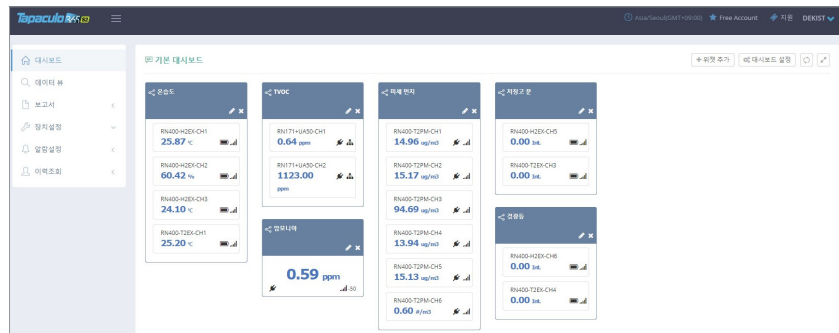 Tapaculo
Asia/Seoul(GMT+09:00) Free Account 지원 DEKIST
대시보드
데이터 뷰
보고서
장치설정
알람설정
이력조회
기본 대시보드
위젯 추가
대시보드 설정
온습도
RN400-H2EX-CH1
25.87 ℃
RN400-H2EX-CH2
60.42 %
RN400-H2EX-CH3
24.10 ℃
RN400-T2EX-CH1
25.20 ℃
TVOC
RN171+UA50-CH1
0.64 ppm
RN171+UA50-CH2
1123.00
ppm
암모니아
0.59 ppm
-50
미세 먼지
RN400-T2PM-CH1
14.96 ug/m3
RN400-T2PM-CH2
15.17 ug/m3
RN400-T2PM-CH3
94.69 ug/m3
RN400-T2PM-CH4
13.94 ug/m3
RN400-T2PM-CH5
15.13 ug/m3
RN400-T2PM-CH6
0.60 #/m3
저장고 문
RN400-H2EX-CH5
0.00 Int.
RN400-T2EX-CH3
0.00 Int.
경광등
RN400-H2EX-CH6
0.00 Int.
RN400-T2EX-CH4
0.00 Int.